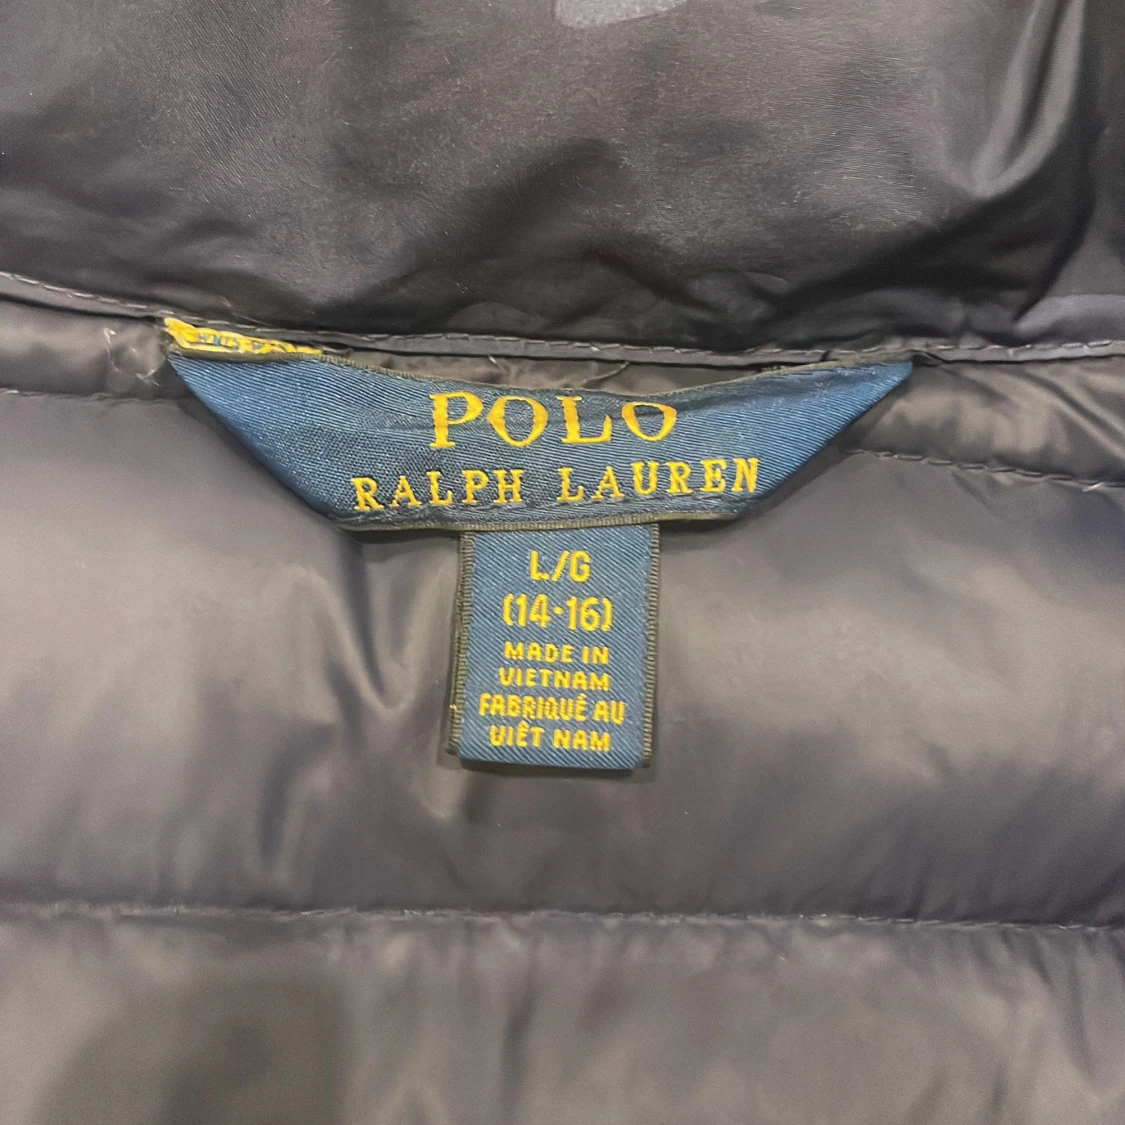 POLO
RALPH LAUREN
L/G
(14-16)
MADE IN
VIETNAM
FABRIQUÉ AU
VIÊT NAM